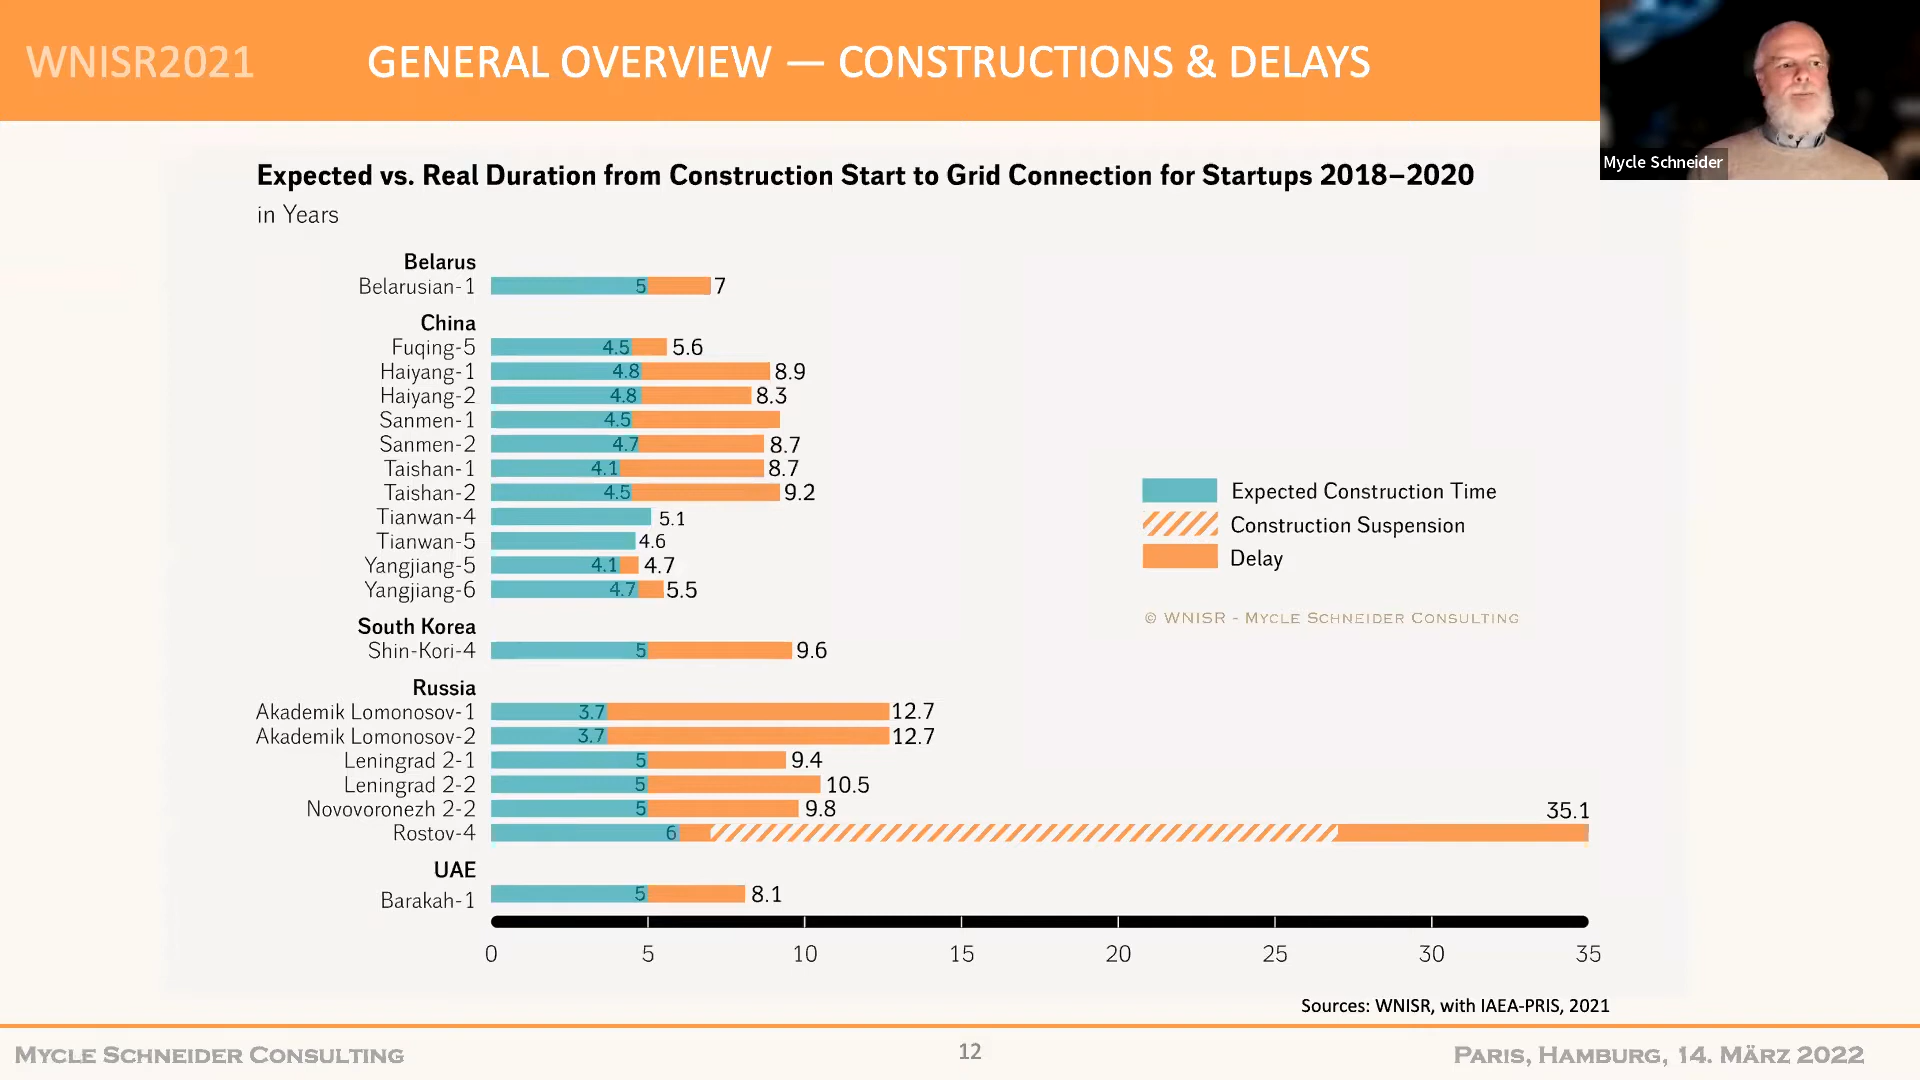 WNISR2021
GENERAL OVERVIEW — CONSTRUCTIONS & DELAYS
Mycle Schneider
Expected vs. Real Duration from Construction Start to Grid Connection for Startups 2018–2020
in Years
Belarus
Belarusian-1 5 7
China
Fuqing-5 4.5 5.6
Haiyang-1 4.8 8.9
Haiyang-2 4.8 8.3
Sanmen-1 4.5
Sanmen-2 4.7 8.7
Taishan-1 4.1 8.7
Taishan-2 4.5 9.2
Tianwan-4 5.1
Tianwan-5 4.6
Yangjiang-5 4.1 4.7
Yangjiang-6 4.7 5.5
South Korea
Shin-Kori-4 5 9.6
Russia
Akademik Lomonosov-1 3.7 12.7
Akademik Lomonosov-2 3.7 12.7
Leningrad 2-1 5 9.4
Leningrad 2-2 5 10.5
Novovoronezh 2-2 5 9.8
Rostov-4 6 35.1
UAE
Barakah-1 5 8.1
0 5 10 15 20 25 30 35
Expected Construction Time
Construction Suspension
Delay
© WNISR - MYCLE SCHNEIDER CONSULTING
Sources: WNISR, with IAEA-PRIS, 2021
MYCLE SCHNEIDER CONSULTING
12
PARIS, HAMBURG, 14. MÄRZ 2022